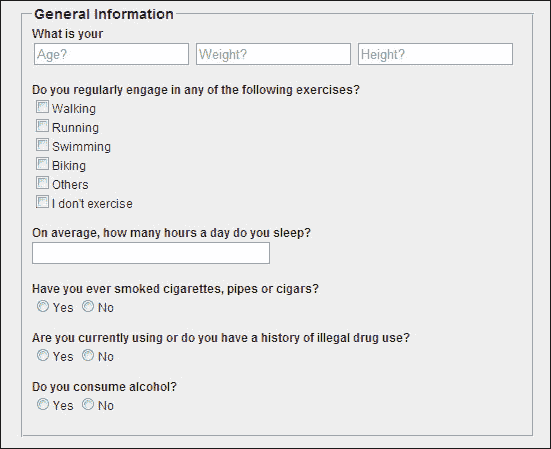 General Information
What is your
Age? Weight? Height?
Do you regularly engage in any of the following exercises?
Walking
Running
Swimming
Biking
Others
I don't exercise
On average, how many hours a day do you sleep?
Have you ever smoked cigarettes, pipes or cigars?
Yes No
Are you currently using or do you have a history of illegal drug use?
Yes No
Do you consume alcohol?
Yes No